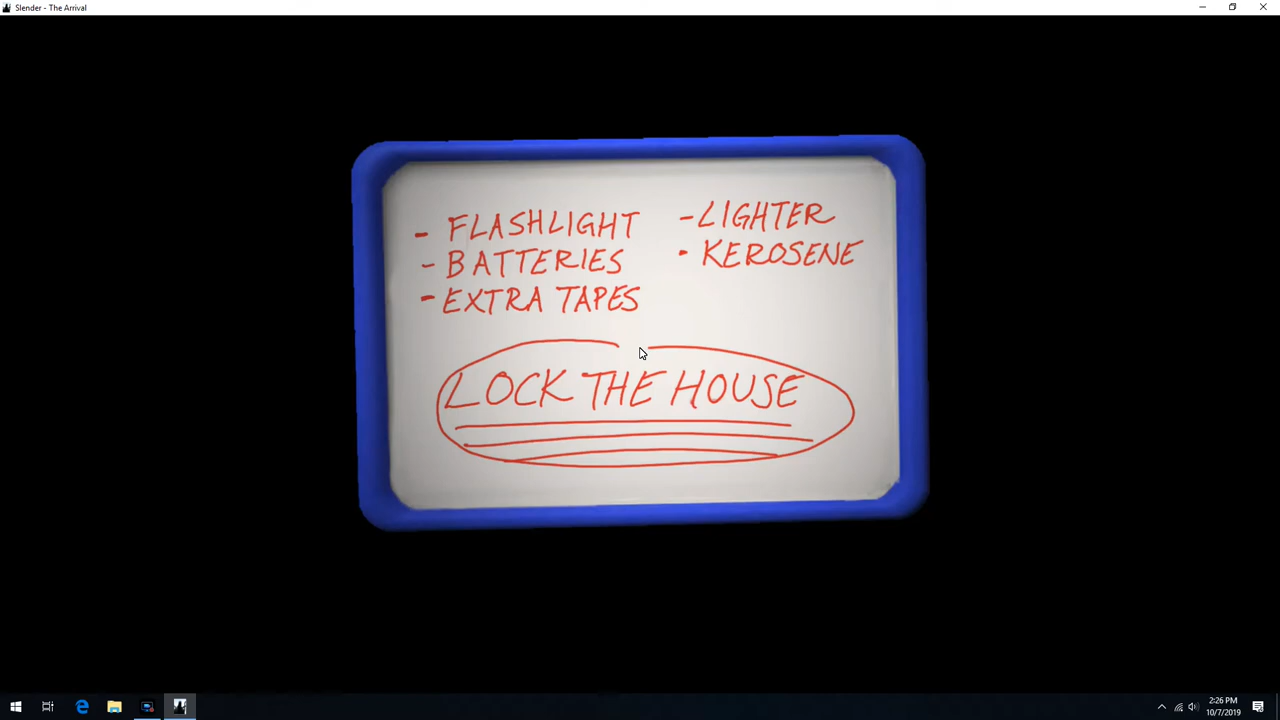 Slender - The Arrival
- FLASHLIGHT
- BATTERIES
- EXTRA TAPES
- LIGHTER
- KEROSENE
LOCK THE HOUSE
2:26 PM
10/7/2019